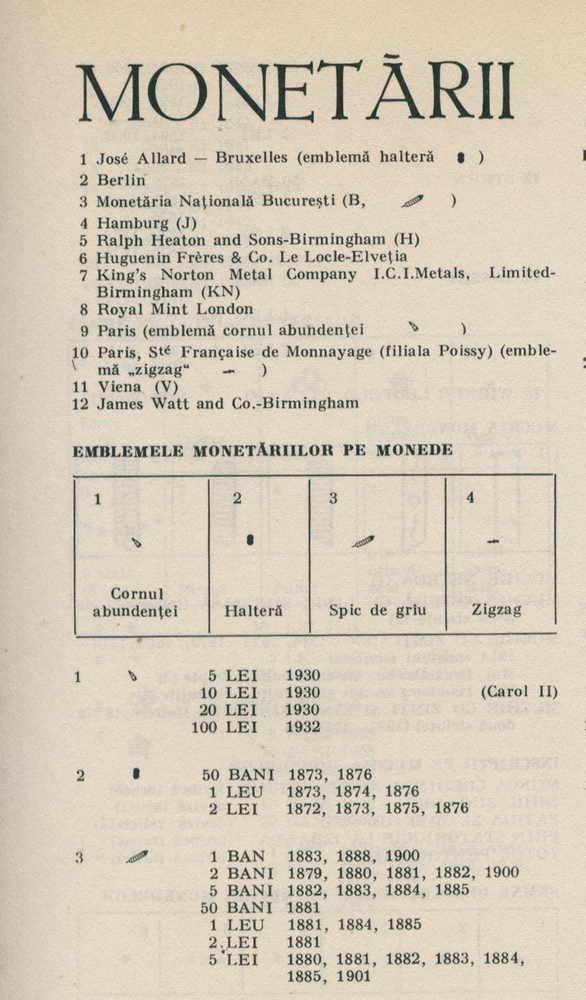 MONETĂRII
1 José Allard — Bruxelles (emblemă halteră )
2 Berlin
3 Monetăria Națională București (B, )
4 Hamburg (J)
5 Ralph Heaton and Sons-Birmingham (H)
6 Huguenin Frères & Co. Le Locle-Elveția
7 King's Norton Metal Company I.C.I.Metals, Limited-
Birmingham (KN)
8 Royal Mint London
9 Paris (emblemă cornul abundenței )
10 Paris, Sté Française de Monnayage (filiala Poissy) (emble-
mă „zigzag“ )
11 Viena (V)
12 James Watt and Co.-Birmingham
EMBLEMELE MONETĂRIILOR PE MONEDE
1 2 3 4
Cornul
abundenței Halteră Spic de grîu Zigzag
1 5 LEI 1930
10 LEI 1930 (Carol II)
20 LEI 1930
100 LEI 1932
2 50 BANI 1873, 1876
1 LEU 1873, 1874, 1876
2 LEI 1872, 1873, 1875, 1876
3 1 BAN 1883, 1888, 1900
2 BANI 1879, 1880, 1881, 1882, 1900
5 BANI 1882, 1883, 1884, 1885
50 BANI 1881
1 LEU 1881, 1884, 1885
2 LEI 1881
5 LEI 1880, 1881, 1882, 1883, 1884,
1885, 1901